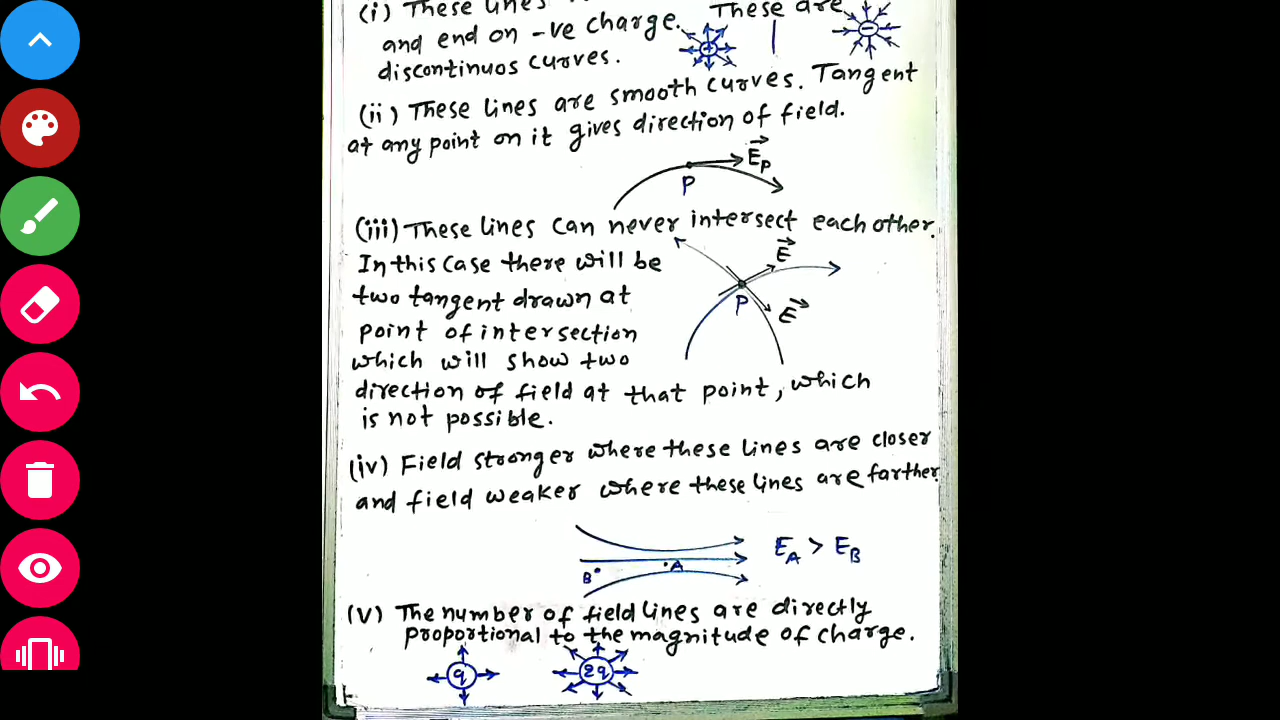 (i) These lines
and end on -ve charge. These are
discontinuos curves.
(ii) These lines are smooth curves. Tangent
at any point on it gives direction of field.
E⃗p
P
(iii) These lines can never intersect each other.
In this case there will be
two tangent drawn at
point of intersection
which will show two
direction of field at that point, which
is not possible.
E⃗
P
E⃗
(iv) Field stronger where these lines are closer
and field weaker where these lines are farther.
B A
E_A > E_B
(V) The number of field lines are directly
proportional to the magnitude of charge.
q 2q